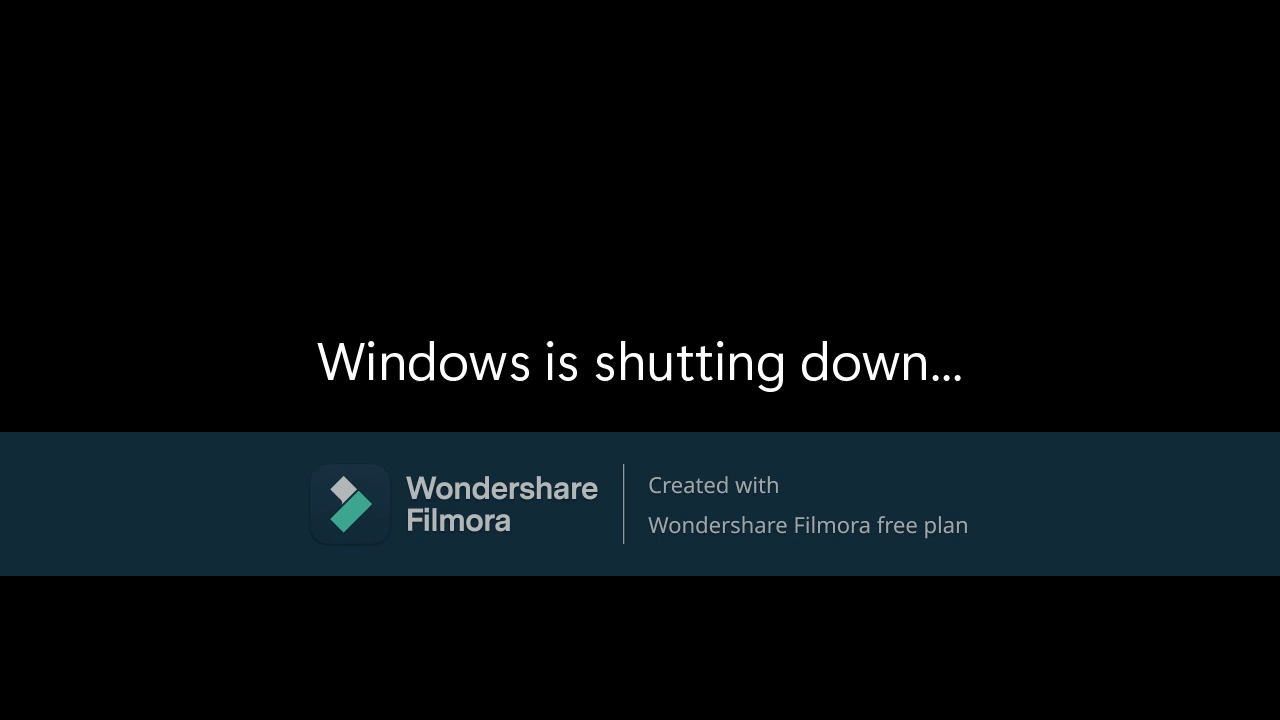 Windows is shutting down...
Wondershare
Filmora
Created with
Wondershare Filmora free plan